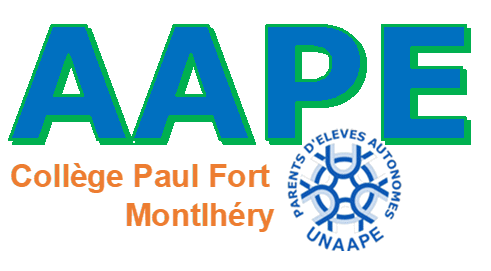 AAPE
Collège Paul Fort
Montlhéry
PARENTS D'ELEVES AUTONOMES
UNAAPE